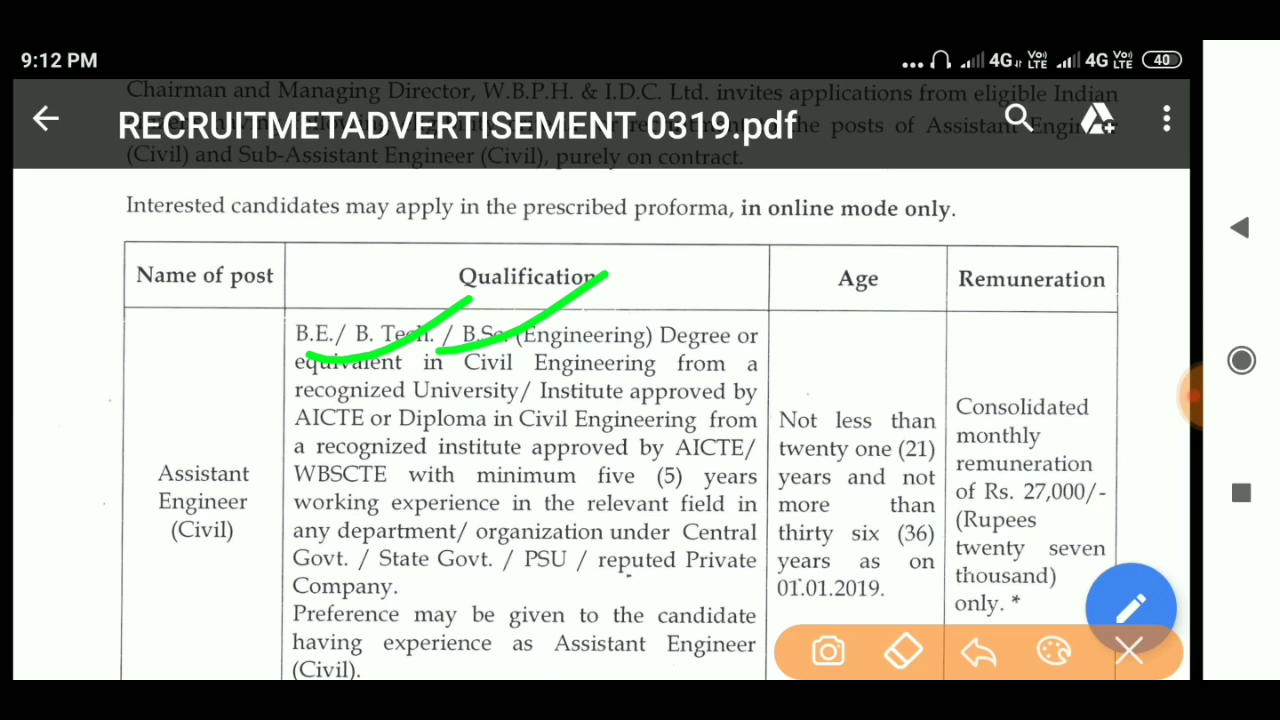 9:12 PM
4G Vo) LTE 4G Vo) LTE 40
Chairman and Managing Director, W.B.P.H. & I.D.C. Ltd. invites applications from eligible Indian
RECRUITMETADVERTISEMENT 0319.pdf
the posts of Assistant
(Civil) and Sub-Assistant Engineer (Civil), purely on contract.
Interested candidates may apply in the prescribed proforma, in online mode only.
Name of post
Qualification
Age
Remuneration
Assistant
Engineer
(Civil)
B.E./ B. Tech. / B.Sc. (Engineering) Degree or
equivalent in Civil Engineering from a
recognized University/ Institute approved by
AICTE or Diploma in Civil Engineering from
a recognized institute approved by AICTE/
WBSCTE with minimum five (5) years
working experience in the relevant field in
any department/ organization under Central
Govt. / State Govt. / PSU / reputed Private
Company.
Preference may be given to the candidate
having experience as Assistant Engineer
(Civil).
Not less than
twenty one (21)
years and not
more than
thirty six (36)
years as on
01.01.2019.
Consolidated
monthly
remuneration
of Rs. 27,000/-
(Rupees
twenty seven
thousand)
only. *